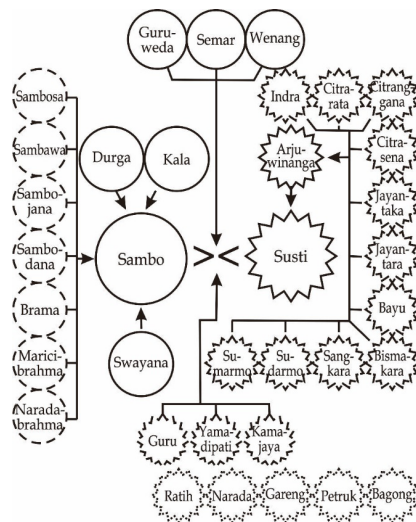 Guru-
weda
Semar
Wenang
Indra
Citra-
rata
Citrang-
gana
Sambosa
Sambawa
Sambo-
jana
Sambo-
dana
Brama
Marici-
brahma
Narada-
brahma
Durga
Kala
Sambo
Swayana
> <
Arju-
winanga
Susti
Citra-
sena
Jayan-
taka
Jayan-
tara
Bayu
Bisma-
kara
Su-
marmo
Su-
darmo
Sang-
kara
Guru
Yama-
dipati
Kama-
jaya
Ratih
Narada
Gareng
Petruk
Bagong